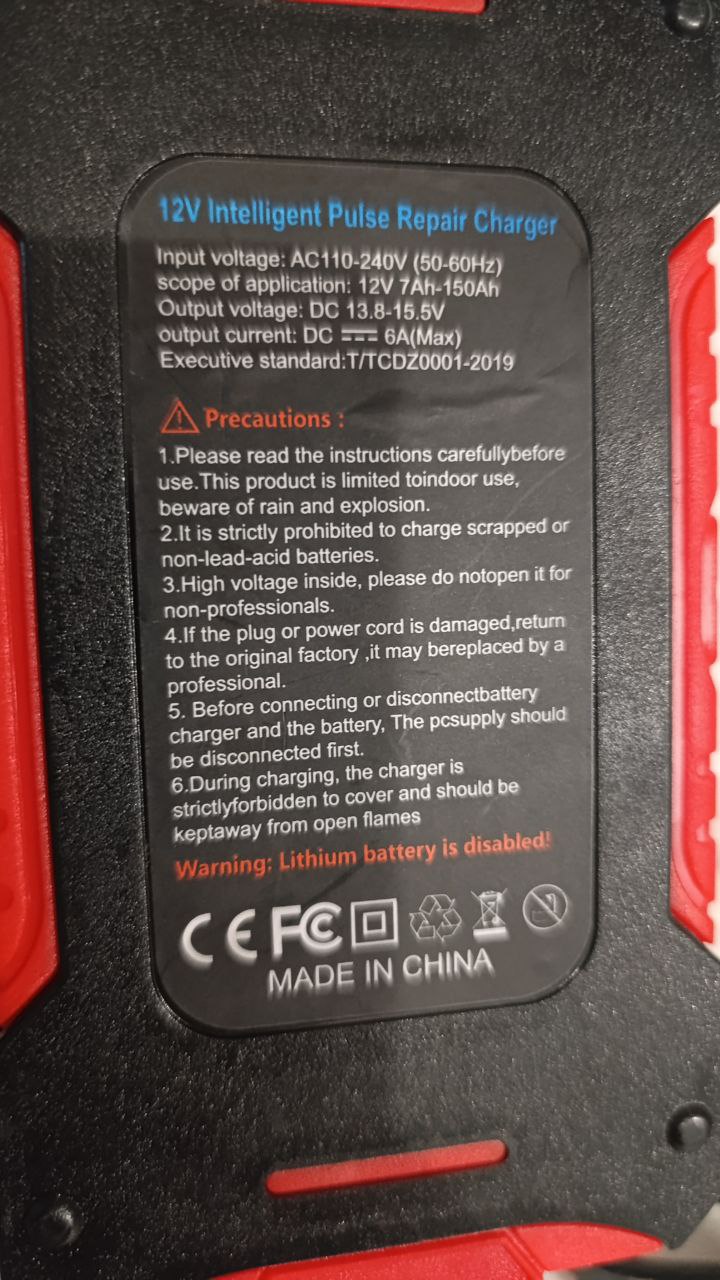 12V Intelligent Pulse Repair Charger
Input voltage: AC110-240V (50-60Hz)
scope of application: 12V 7Ah-150Ah
Output voltage: DC 13.8-15.5V
output current: DC ⎓ 6A(Max)
Executive standard:T/TCDZ0001-2019
Precautions :
1.Please read the instructions carefullybefore
use.This product is limited toindoor use,
beware of rain and explosion.
2.It is strictly prohibited to charge scrapped or
non-lead-acid batteries.
3.High voltage inside, please do notopen it for
non-professionals.
4.If the plug or power cord is damaged,return
to the original factory ,it may bereplaced by a
professional.
5. Before connecting or disconnectbattery
charger and the battery, The pcsupply should
be disconnected first.
6.During charging, the charger is
strictlyforbidden to cover and should be
keptaway from open flames
Warning: Lithium battery is disabled!
CE FC
MADE IN CHINA